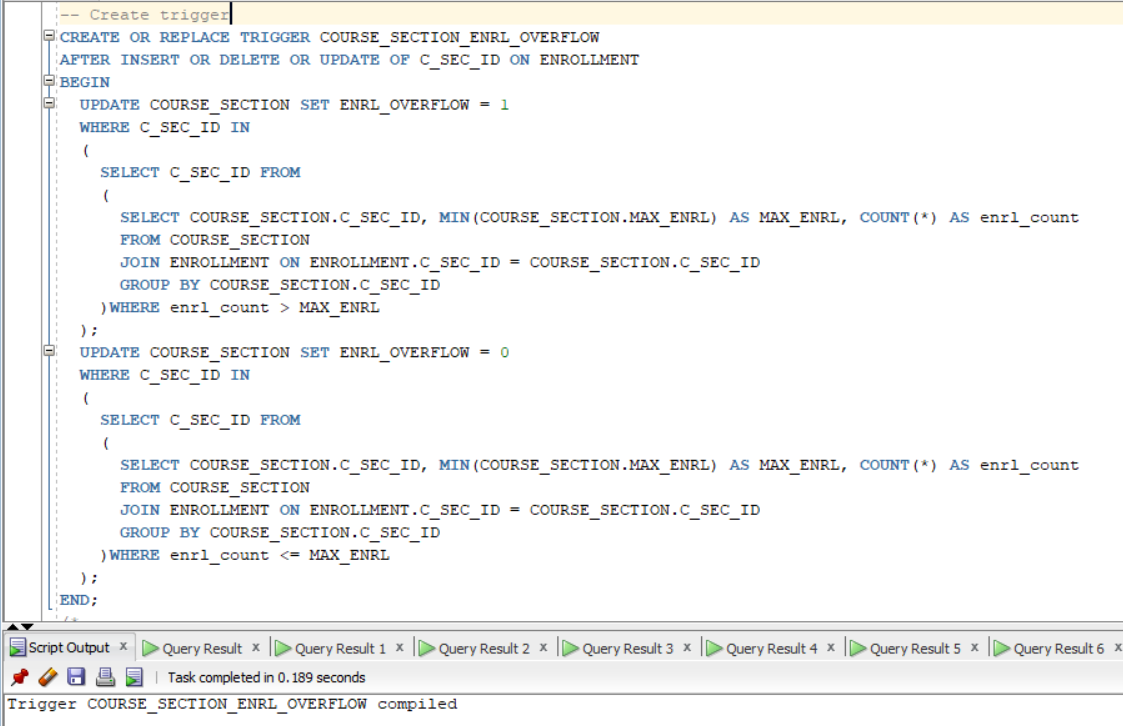 -- Create trigger
CREATE OR REPLACE TRIGGER COURSE_SECTION_ENRL_OVERFLOW
AFTER INSERT OR DELETE OR UPDATE OF C_SEC_ID ON ENROLLMENT
BEGIN
UPDATE COURSE_SECTION SET ENRL_OVERFLOW = 1
WHERE C_SEC_ID IN
(
SELECT C_SEC_ID FROM
(
SELECT COURSE_SECTION.C_SEC_ID, MIN(COURSE_SECTION.MAX_ENRL) AS MAX_ENRL, COUNT(*) AS enrl_count
FROM COURSE_SECTION
JOIN ENROLLMENT ON ENROLLMENT.C_SEC_ID = COURSE_SECTION.C_SEC_ID
GROUP BY COURSE_SECTION.C_SEC_ID
)WHERE enrl_count > MAX_ENRL
);
UPDATE COURSE_SECTION SET ENRL_OVERFLOW = 0
WHERE C_SEC_ID IN
(
SELECT C_SEC_ID FROM
(
SELECT COURSE_SECTION.C_SEC_ID, MIN(COURSE_SECTION.MAX_ENRL) AS MAX_ENRL, COUNT(*) AS enrl_count
FROM COURSE_SECTION
JOIN ENROLLMENT ON ENROLLMENT.C_SEC_ID = COURSE_SECTION.C_SEC_ID
GROUP BY COURSE_SECTION.C_SEC_ID
)WHERE enrl_count <= MAX_ENRL
);
END;
Script Output x Query Result x Query Result 1 x Query Result 2 x Query Result 3 x Query Result 4 x Query Result 5 x Query Result 6 x
Task completed in 0.189 seconds
Trigger COURSE_SECTION_ENRL_OVERFLOW compiled